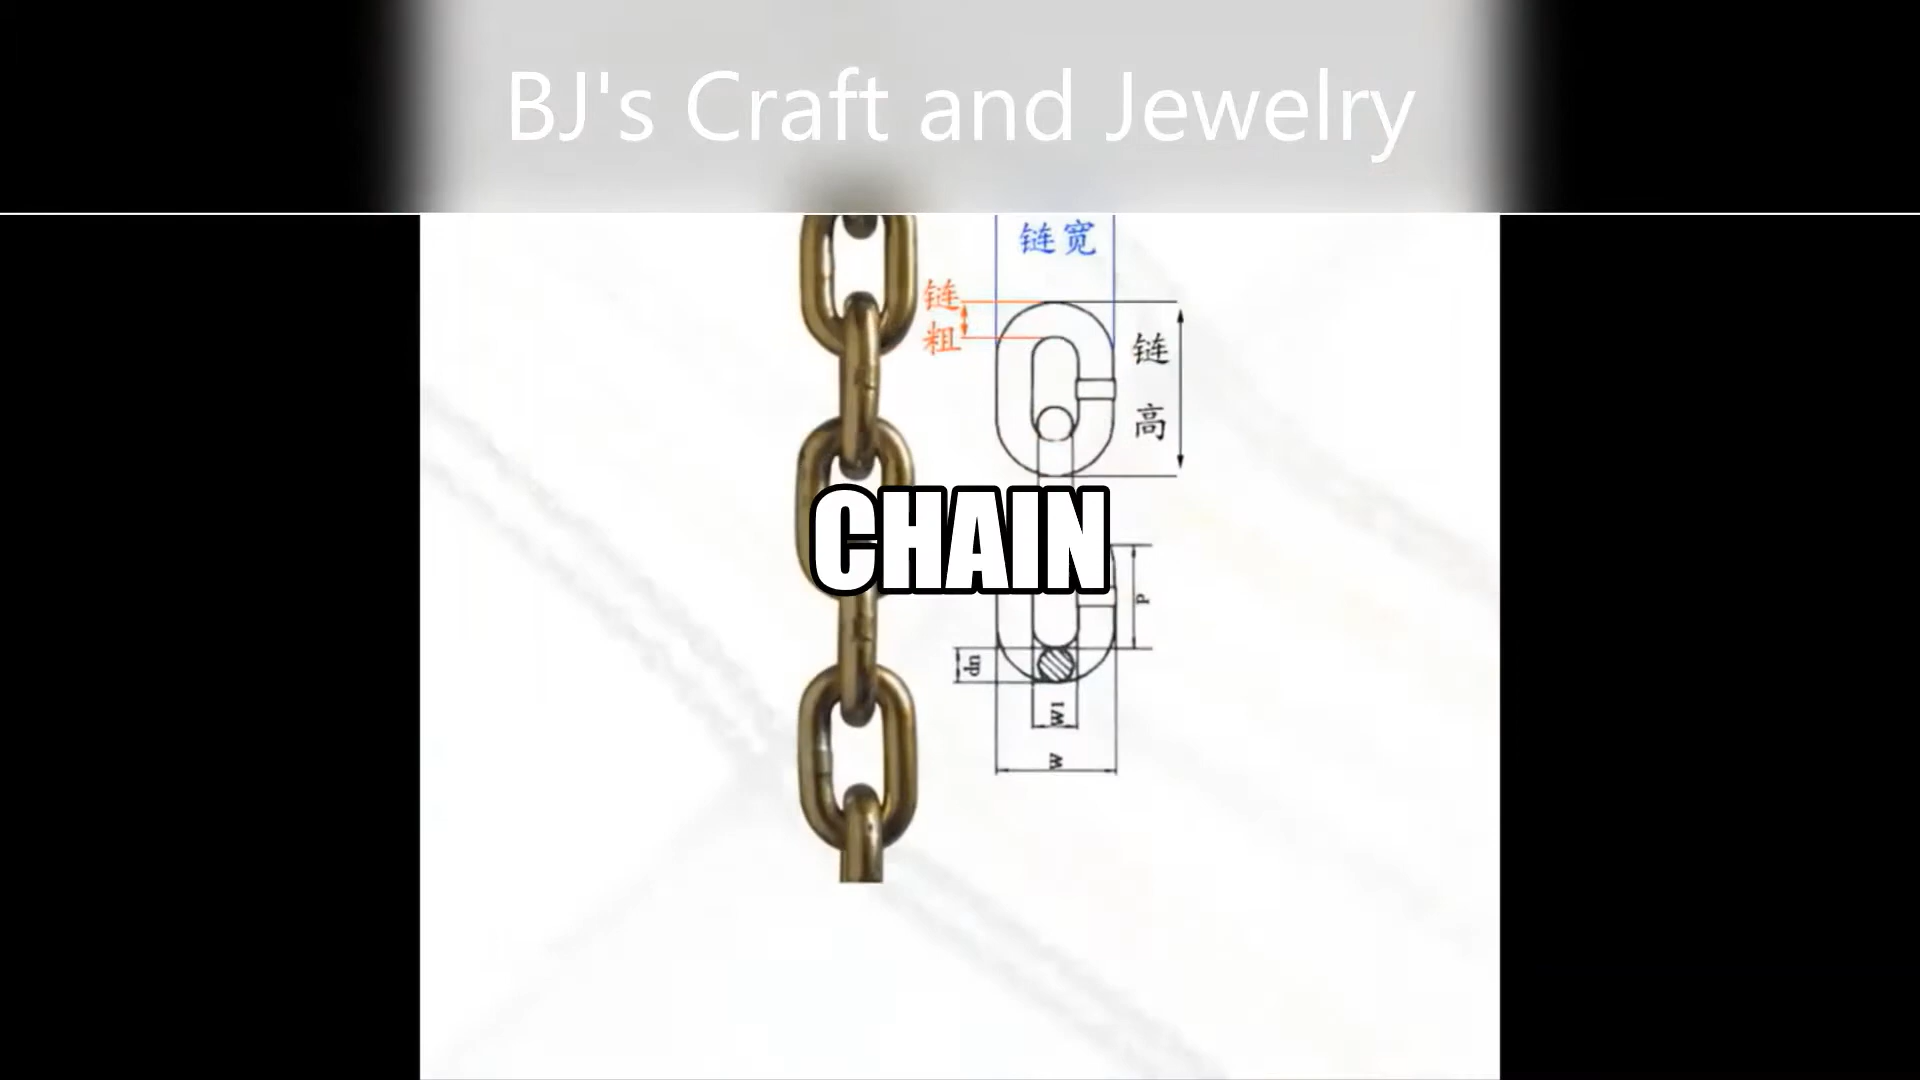 BJ's Craft and Jewelry
链宽
链粗
链高
CHAIN
P
dn
w1
w